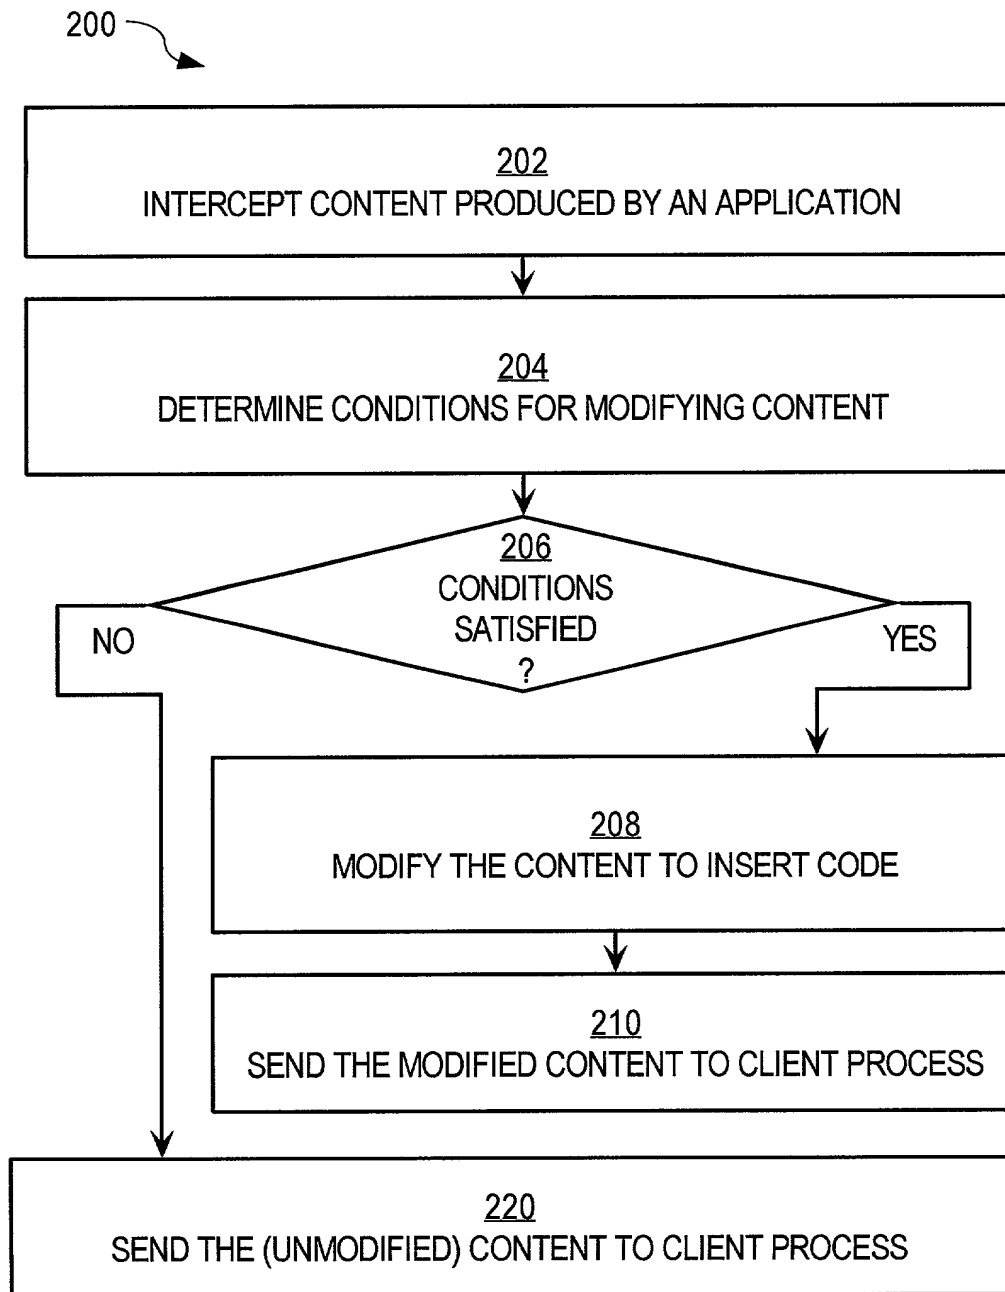 200
202
INTERCEPT CONTENT PRODUCED BY AN APPLICATION
204
DETERMINE CONDITIONS FOR MODIFYING CONTENT
206
CONDITIONS
SATISFIED
?
NO
YES
208
MODIFY THE CONTENT TO INSERT CODE
210
SEND THE MODIFIED CONTENT TO CLIENT PROCESS
220
SEND THE (UNMODIFIED) CONTENT TO CLIENT PROCESS